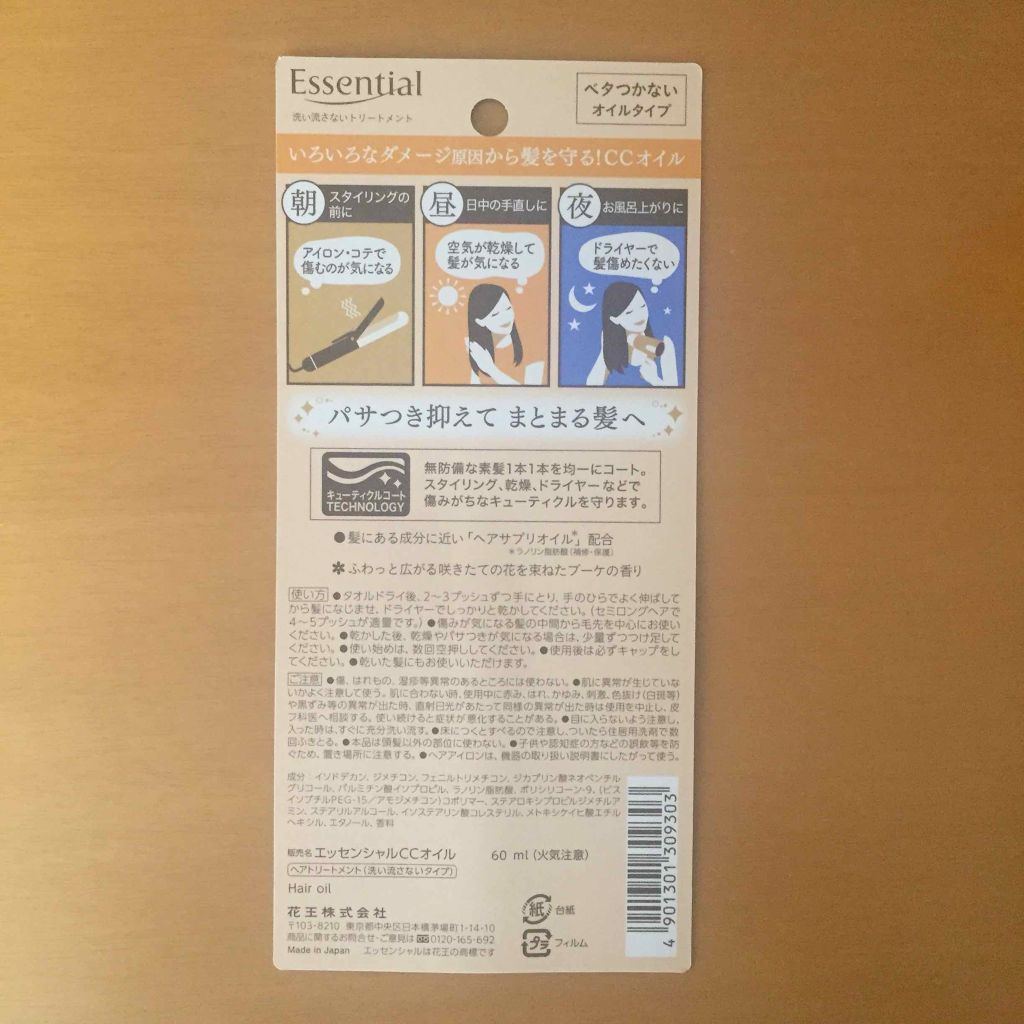 Essential
洗い流さないトリートメント
ベタつかない
オイルタイプ
いろいろなダメージ原因から髪を守る!CCオイル
朝 スタイリングの
前に
アイロン・コテで
傷むのが気になる
昼 日中の手直しに
空気が乾燥して
髪が気になる
夜 お風呂上がりに
ドライヤーで
髪傷めたくない
パサつき抑えて まとまる髪へ
キューティクルコート
TECHNOLOGY
無防備な素髪1本1本を均一にコート。
スタイリング、乾燥、ドライヤーなどで
傷みがちなキューティクルを守ります。
●髪にある成分に近い「ヘアサプリオイル*」配合
*ラノリン脂肪酸(補修・保護)
✻ふわっと広がる咲きたての花を束ねたブーケの香り
使い方 ●タオルドライ後、2～3プッシュずつ手にとり、手のひらでよく伸ばして
から髪になじませ、ドライヤーでしっかりと乾かしてください。(セミロングヘアで
4～5プッシュが適量です。)●傷みが気になる髪の中間から毛先を中心にお使い
ください。●乾かした後、乾燥やパサつきが気になる場合は、少量ずつつけ足して
ください。●使い始めは、数回空押ししてください。●使用後は必ずキャップをし
てください。●乾いた髪にもお使いいただけます。
ご注意 ●傷、はれもの、湿疹等異常のあるところには使わない。●肌に異常が生じていな
いかよく注意して使う。肌に合わない時、使用中に赤み、はれ、かゆみ、刺激、色抜け(白斑等)
や黒ずみ等の異常が出た時、直射日光があたって同様の異常が出た時は使用を中止し、皮
フ科医へ相談する。使い続けると症状が悪化することがある。●目に入らないよう注意し、
入った時は、すぐに充分洗い流す。●床につくとすべるので注意し、ついたら住居用洗剤で数
回ふきとる。●本品は頭髪以外の部位に使わない。●子供や認知症の方などの誤飲等を防
ぐため、置き場所に注意する。●ヘアアイロンは、機器の取り扱い説明書にしたがって使う。
成分:イソドデカン、ジメチコン、フェニルトリメチコン、ジカプリン酸ネオペンチル
グリコール、パルミチン酸イソプロピル、ラノリン脂肪酸、ポリシリコーン-9、(ビス
イソブチルPEG-15/アモジメチコン)コポリマー、ステアロキシプロピルジメチルア
ミン、ステアリルアルコール、イソステアリン酸コレステリル、メトキシケイヒ酸エチル
ヘキシル、エタノール、香料
販売名 エッセンシャルCCオイル 60 ml (火気注意)
ヘアトリートメント(洗い流さないタイプ)
Hair oil
花王株式会社
〒103-8210 東京都中央区日本橋茅場町1-14-10
商品に関するお問合せ・ご意見は 0120-165-692
Made in Japan エッセンシャルは花王の商標です
紙 台紙
プラ フィルム
4 901301 309303